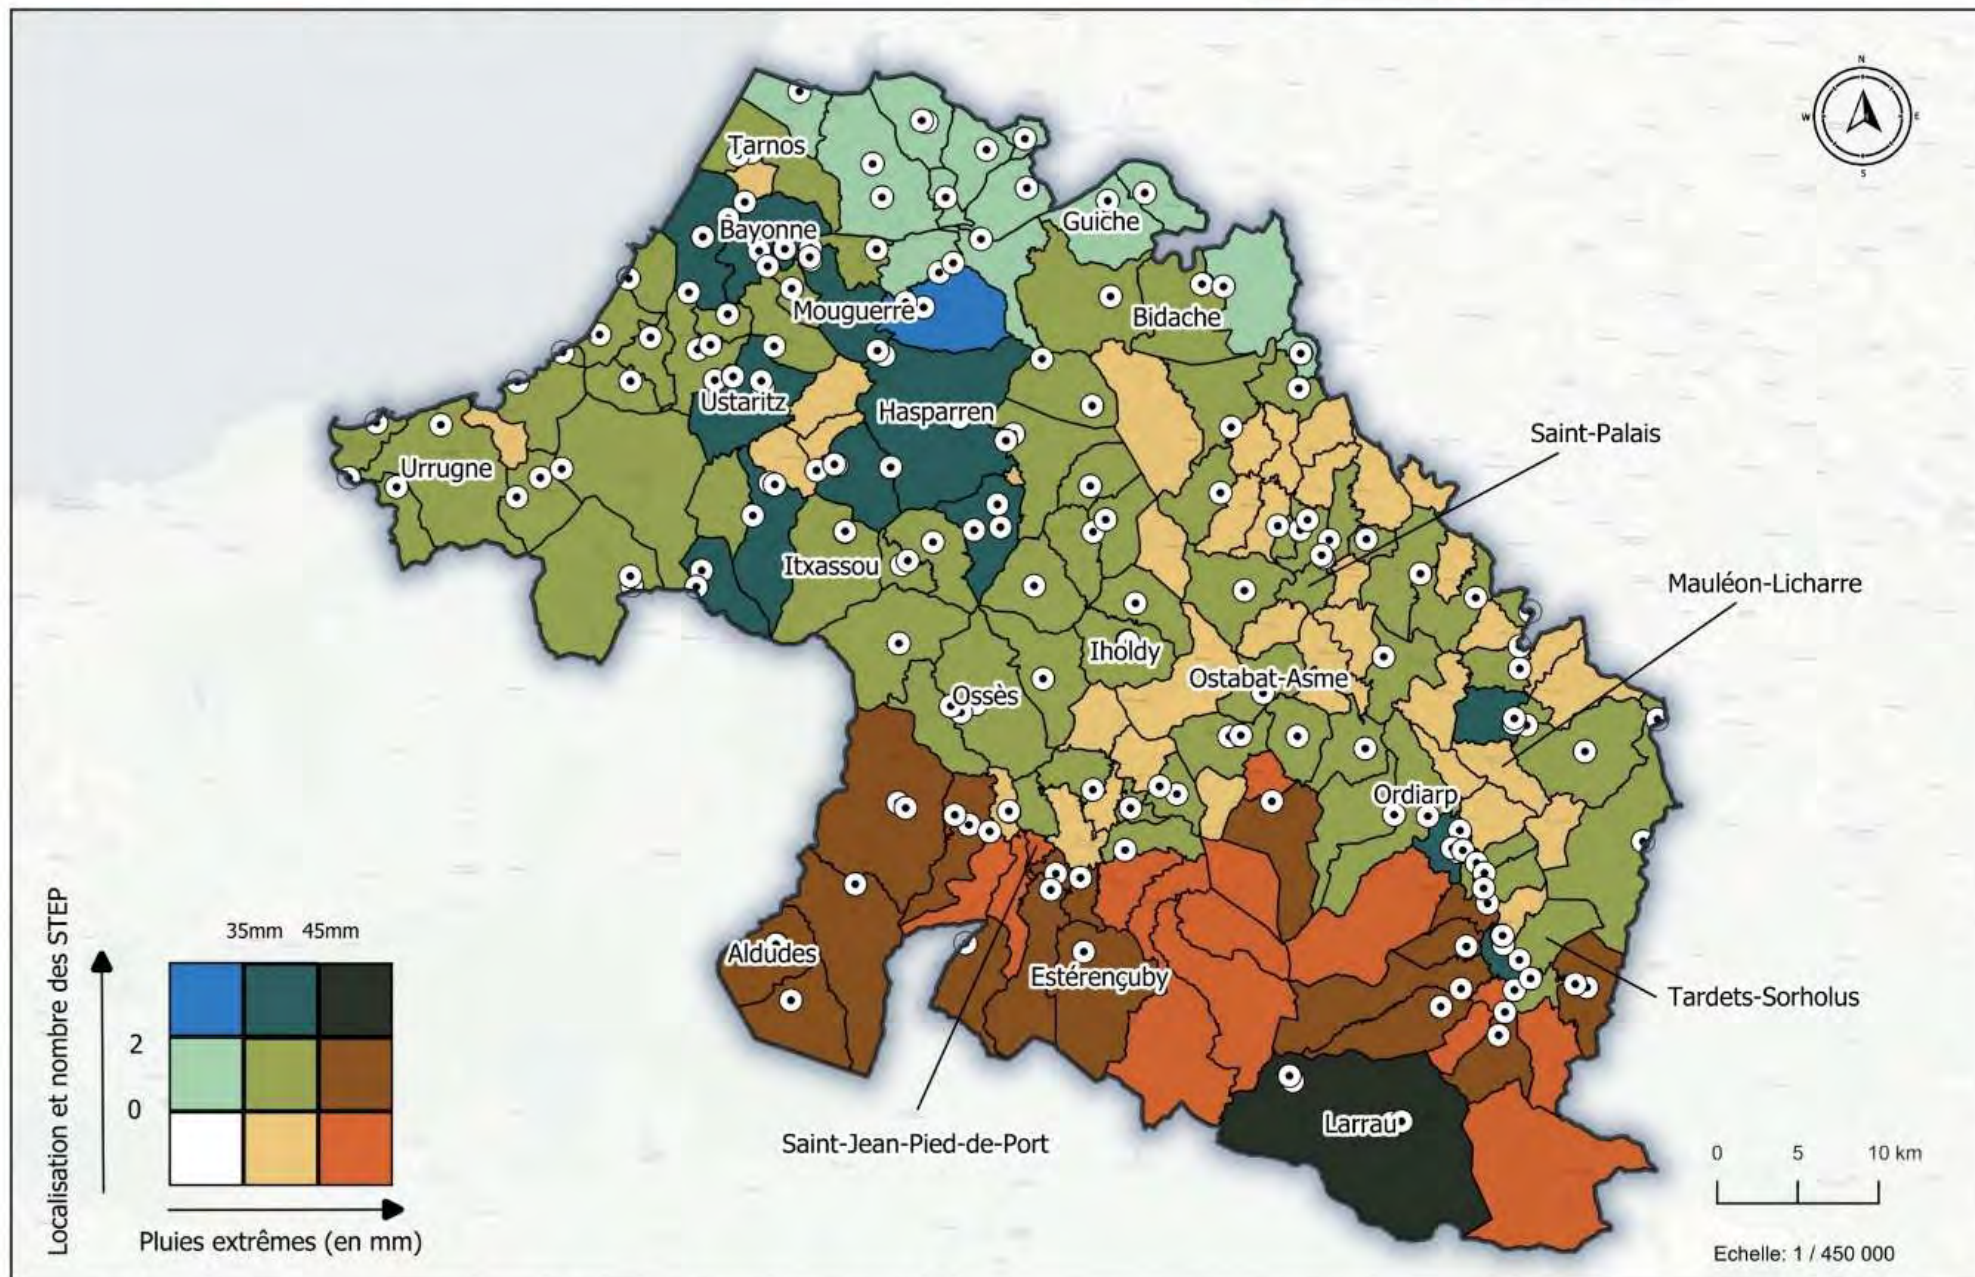 N
W
E
S
Tarnos
Guiche
Bayonne
Mouguerre
Bidache
Ustaritz
Hasparren
Saint-Palais
Urrugne
Itxassou
Mauléon-Licharre
Iholdy
Ostabat-Asme
Ossès
Ordiarp
Aldudes
Estérençuby
Tardets-Sorholus
Larrau
Saint-Jean-Pied-de-Port
Localisation et nombre des STEP
35mm 45mm
2
0
Pluies extrêmes (en mm)
0 5 10 km
Echelle: 1 / 450 000